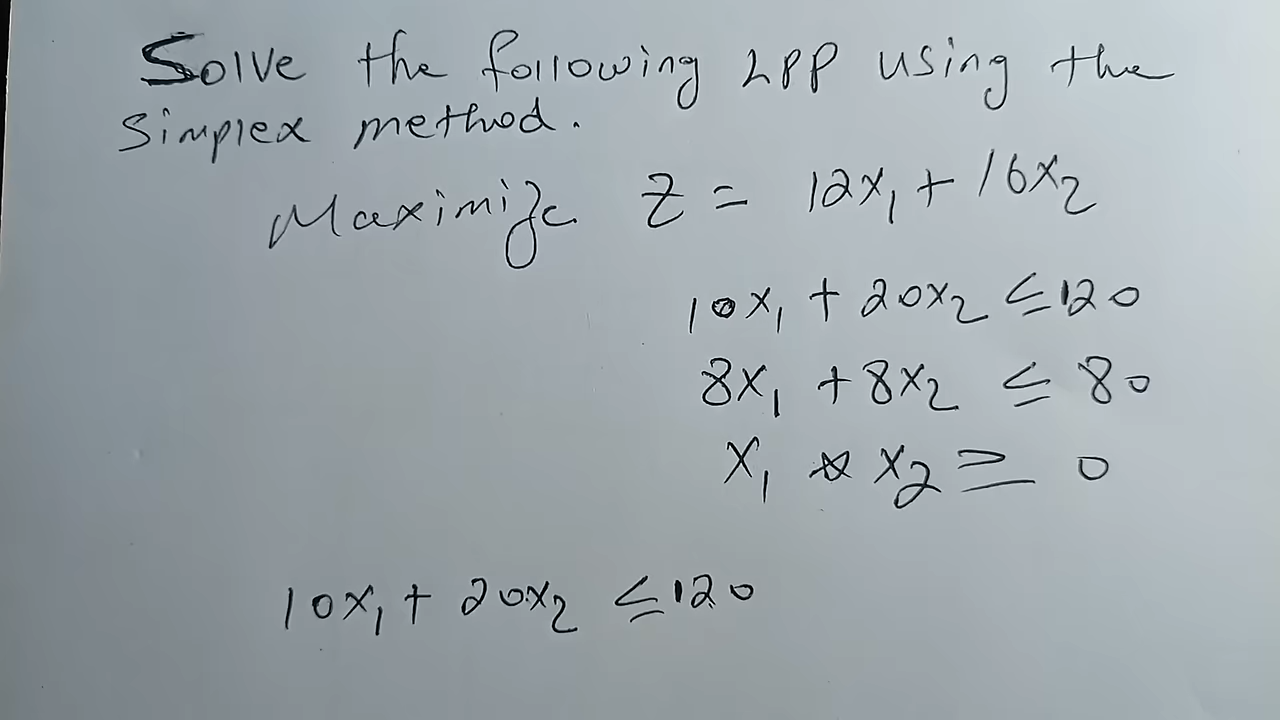 Solve the following LPP using the
simplex method.
Maximize Z = 12x₁ + 16x₂
10x₁ + 20x₂ ≤ 120
8x₁ + 8x₂ ≤ 80
x₁ & x₂ ≥ 0
10x₁ + 20x₂ ≤ 120